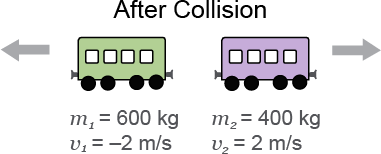 After Collision
m₁ = 600 kg
v₁ = –2 m/s
m₂ = 400 kg
v₂ = 2 m/s